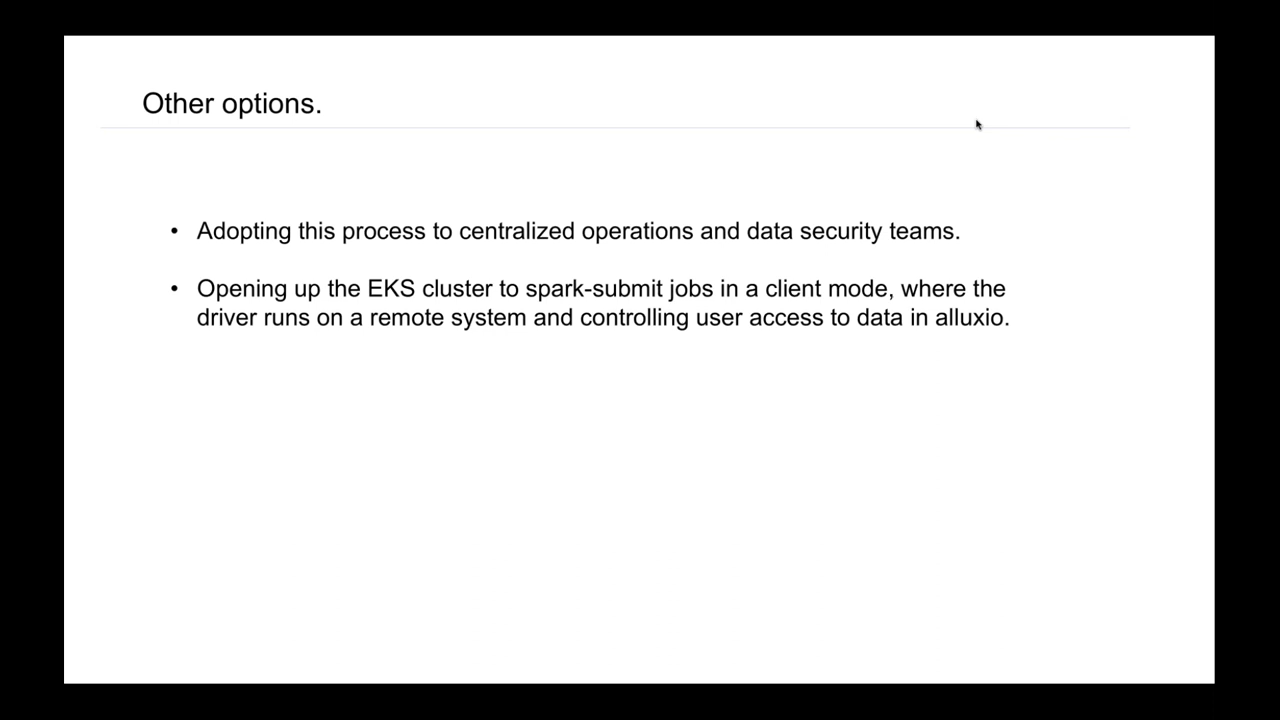 Other options.
• Adopting this process to centralized operations and data security teams.
• Opening up the EKS cluster to spark-submit jobs in a client mode, where the
driver runs on a remote system and controlling user access to data in alluxio.